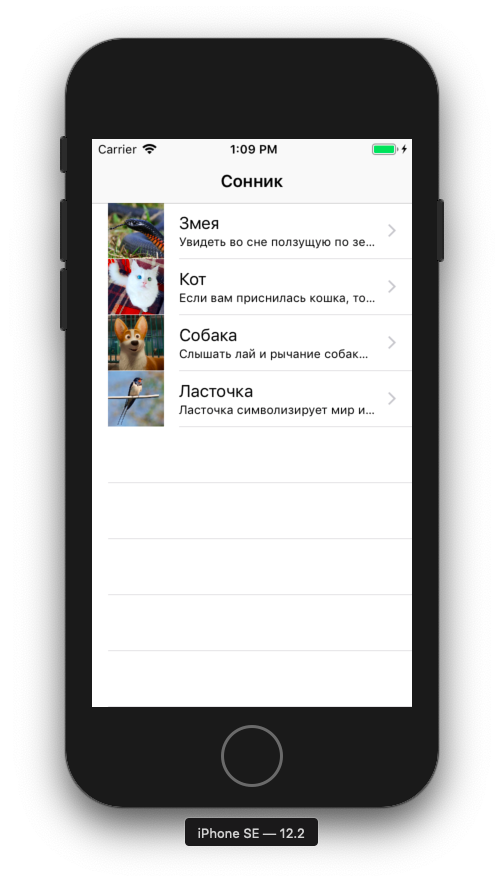 Carrier 1:09 PM
Сонник
Змея
Увидеть во сне ползущую по зе...
Кот
Если вам приснилась кошка, то...
Собака
Слышать лай и рычание собак...
Ласточка
Ласточка символизирует мир и...
iPhone SE — 12.2